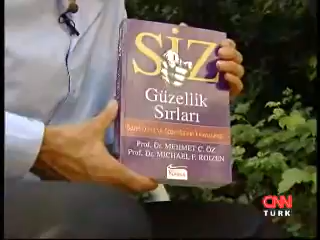 SİZ
Güzellik
Sırları
Prof. Dr. MEHMET C. ÖZ
Prof. Dr. MICHAEL F. ROIZEN
CNN
TÜRK